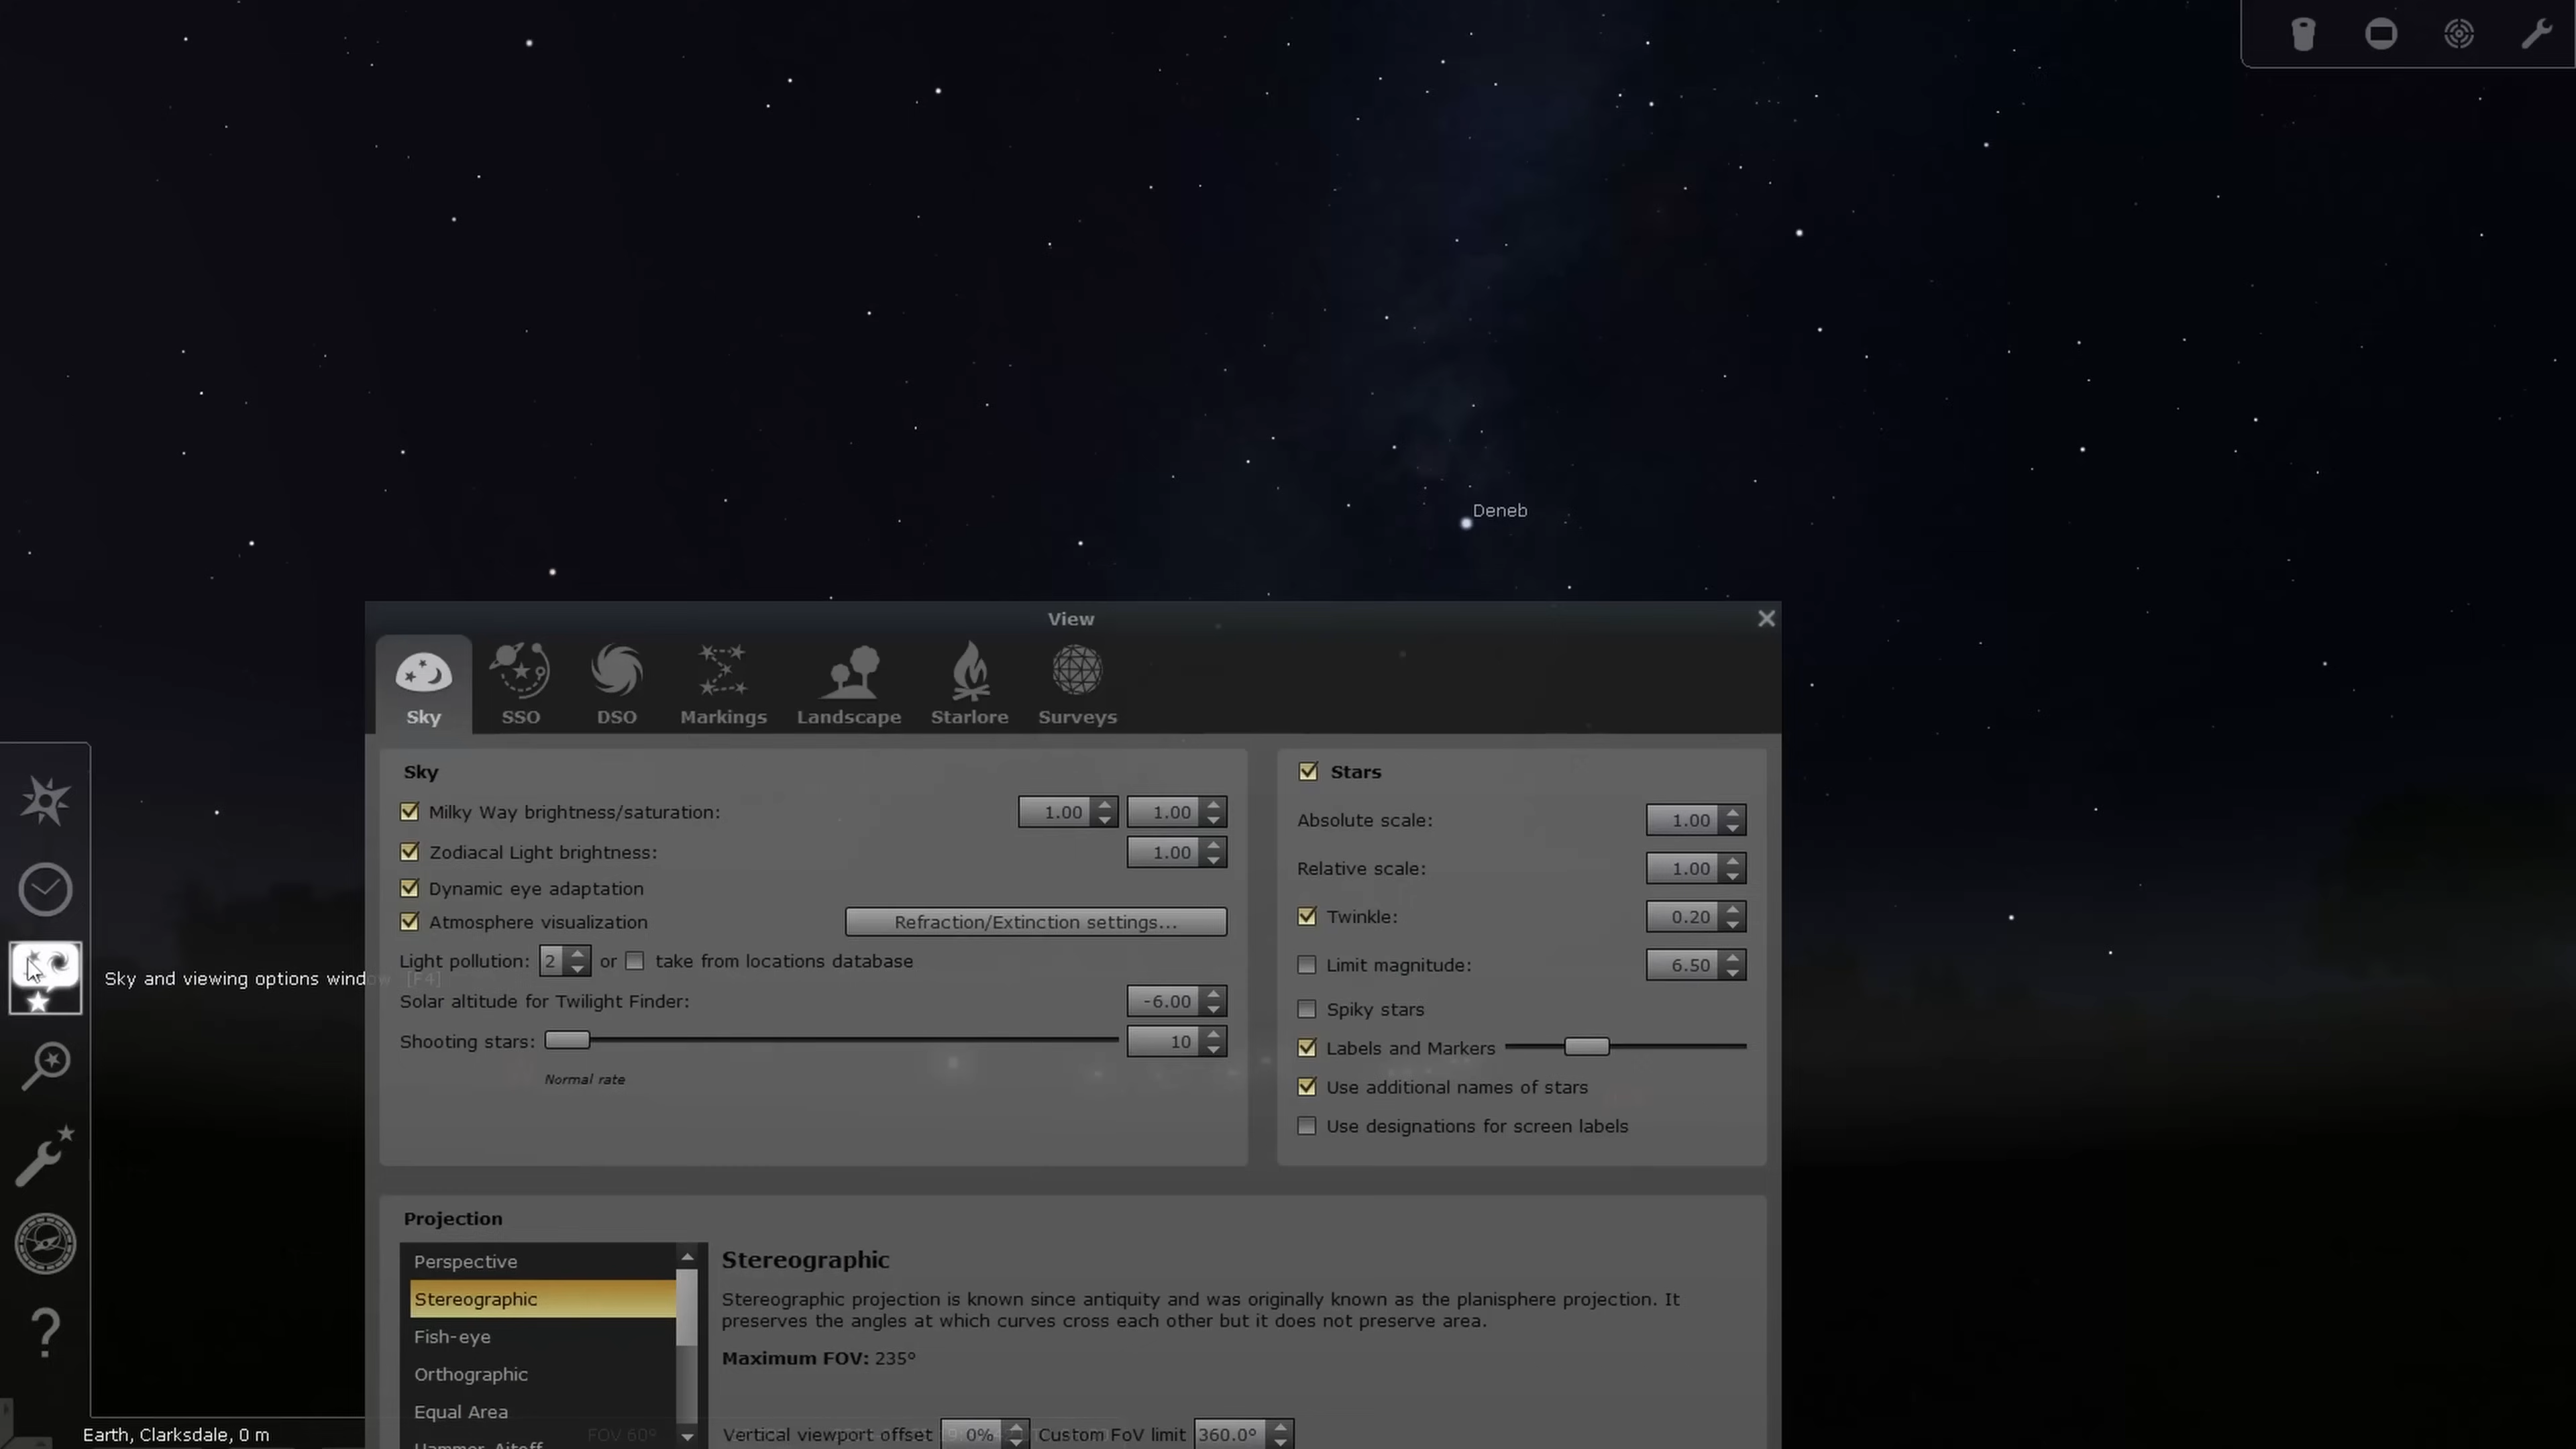 Deneb
View
Sky
SSO
DSO
Markings
Landscape
Starlore
Surveys
Sky
Milky Way brightness/saturation: 1.00 1.00
Zodiacal Light brightness: 1.00
Dynamic eye adaptation
Atmosphere visualization Refraction/Extinction settings...
Light pollution: 2 or take from locations database
Solar altitude for Twilight Finder: -6.00
Shooting stars: 10
Normal rate
Stars
Absolute scale: 1.00
Relative scale: 1.00
Twinkle: 0.20
Limit magnitude: 6.50
Spiky stars
Labels and Markers
Use additional names of stars
Use designations for screen labels
Sky and viewing options window [F4]
Projection
Perspective
Stereographic
Fish-eye
Orthographic
Equal Area
Hammer-Aitoff
Stereographic
Stereographic projection is known since antiquity and was originally known as the planisphere projection. It
preserves the angles at which curves cross each other but it does not preserve area.
Maximum FOV: 235°
Vertical viewport offset 0% Custom FoV limit 360.0°
Earth, Clarksdale, 0 m
FOV 60°